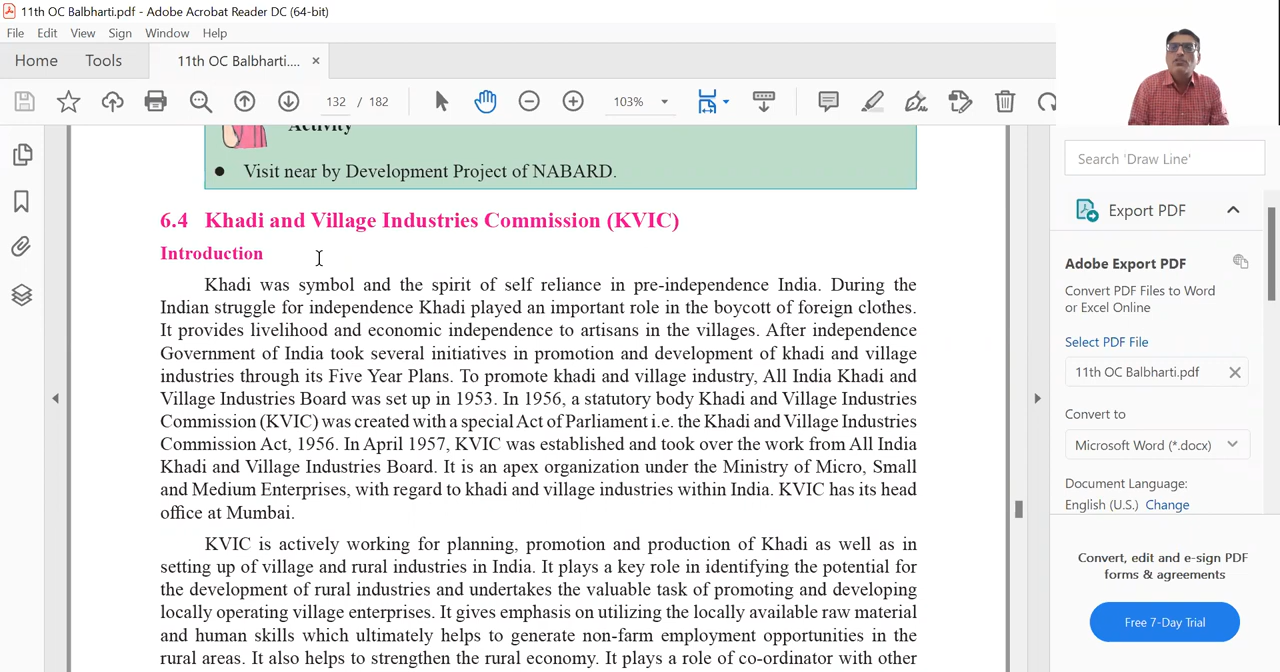 11th OC Balbharti.pdf - Adobe Acrobat Reader DC (64-bit)
File Edit View Sign Window Help
Home Tools 11th OC Balbharti.... ×
132 / 182 103%
Activity
● Visit near by Development Project of NABARD.
6.4 Khadi and Village Industries Commission (KVIC)
Introduction
Khadi was symbol and the spirit of self reliance in pre-independence India. During the
Indian struggle for independence Khadi played an important role in the boycott of foreign clothes.
It provides livelihood and economic independence to artisans in the villages. After independence
Government of India took several initiatives in promotion and development of khadi and village
industries through its Five Year Plans. To promote khadi and village industry, All India Khadi and
Village Industries Board was set up in 1953. In 1956, a statutory body Khadi and Village Industries
Commission (KVIC) was created with a special Act of Parliament i.e. the Khadi and Village Industries
Commission Act, 1956. In April 1957, KVIC was established and took over the work from All India
Khadi and Village Industries Board. It is an apex organization under the Ministry of Micro, Small
and Medium Enterprises, with regard to khadi and village industries within India. KVIC has its head
office at Mumbai.
KVIC is actively working for planning, promotion and production of Khadi as well as in
setting up of village and rural industries in India. It plays a key role in identifying the potential for
the development of rural industries and undertakes the valuable task of promoting and developing
locally operating village enterprises. It gives emphasis on utilizing the locally available raw material
and human skills which ultimately helps to generate non-farm employment opportunities in the
rural areas. It also helps to strengthen the rural economy. It plays a role of co-ordinator with other
Search 'Draw Line'
Export PDF
Adobe Export PDF
Convert PDF Files to Word
or Excel Online
Select PDF File
11th OC Balbharti.pdf
Convert to
Microsoft Word (*.docx)
Document Language:
English (U.S.) Change
Convert, edit and e-sign PDF
forms & agreements
Free 7-Day Trial